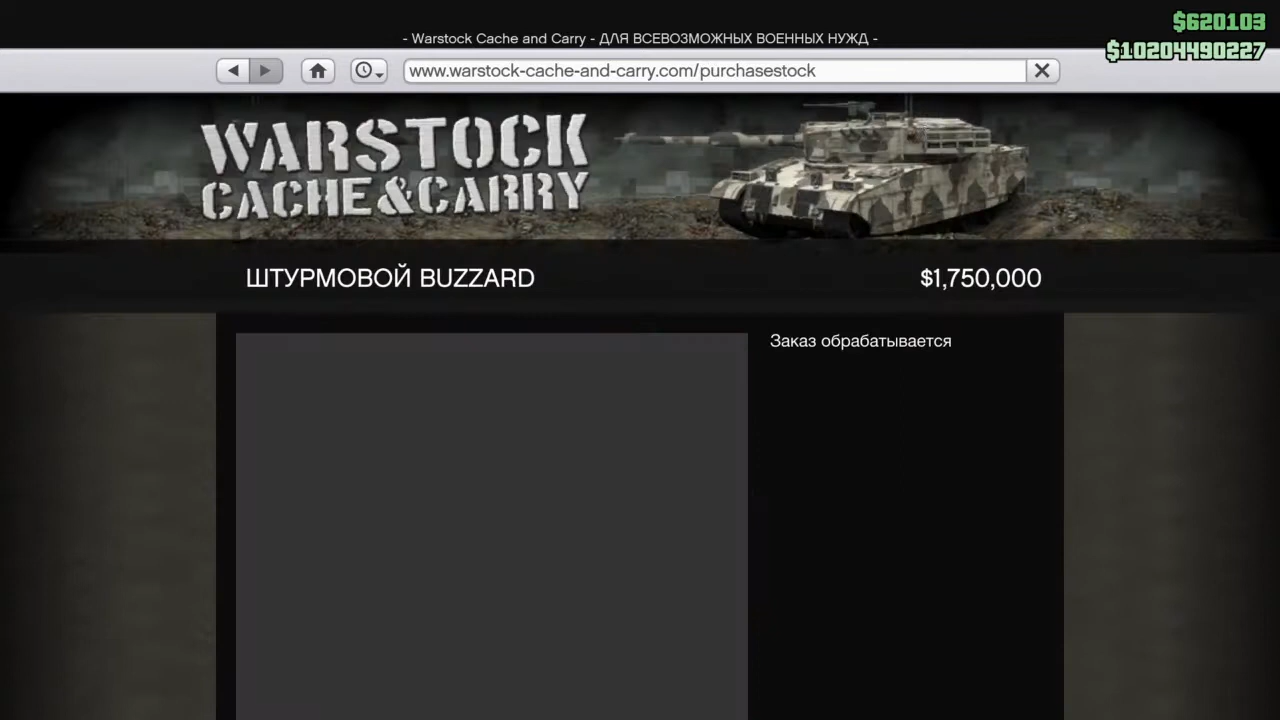 - Warstock Cache and Carry - ДЛЯ ВСЕВОЗМОЖНЫХ ВОЕННЫХ НУЖД -
$620103
$10204490227
www.warstock-cache-and-carry.com/purchasestock
WARSTOCK
CACHE&CARRY
ШТУРМОВОЙ BUZZARD
$1,750,000
Заказ обрабатывается